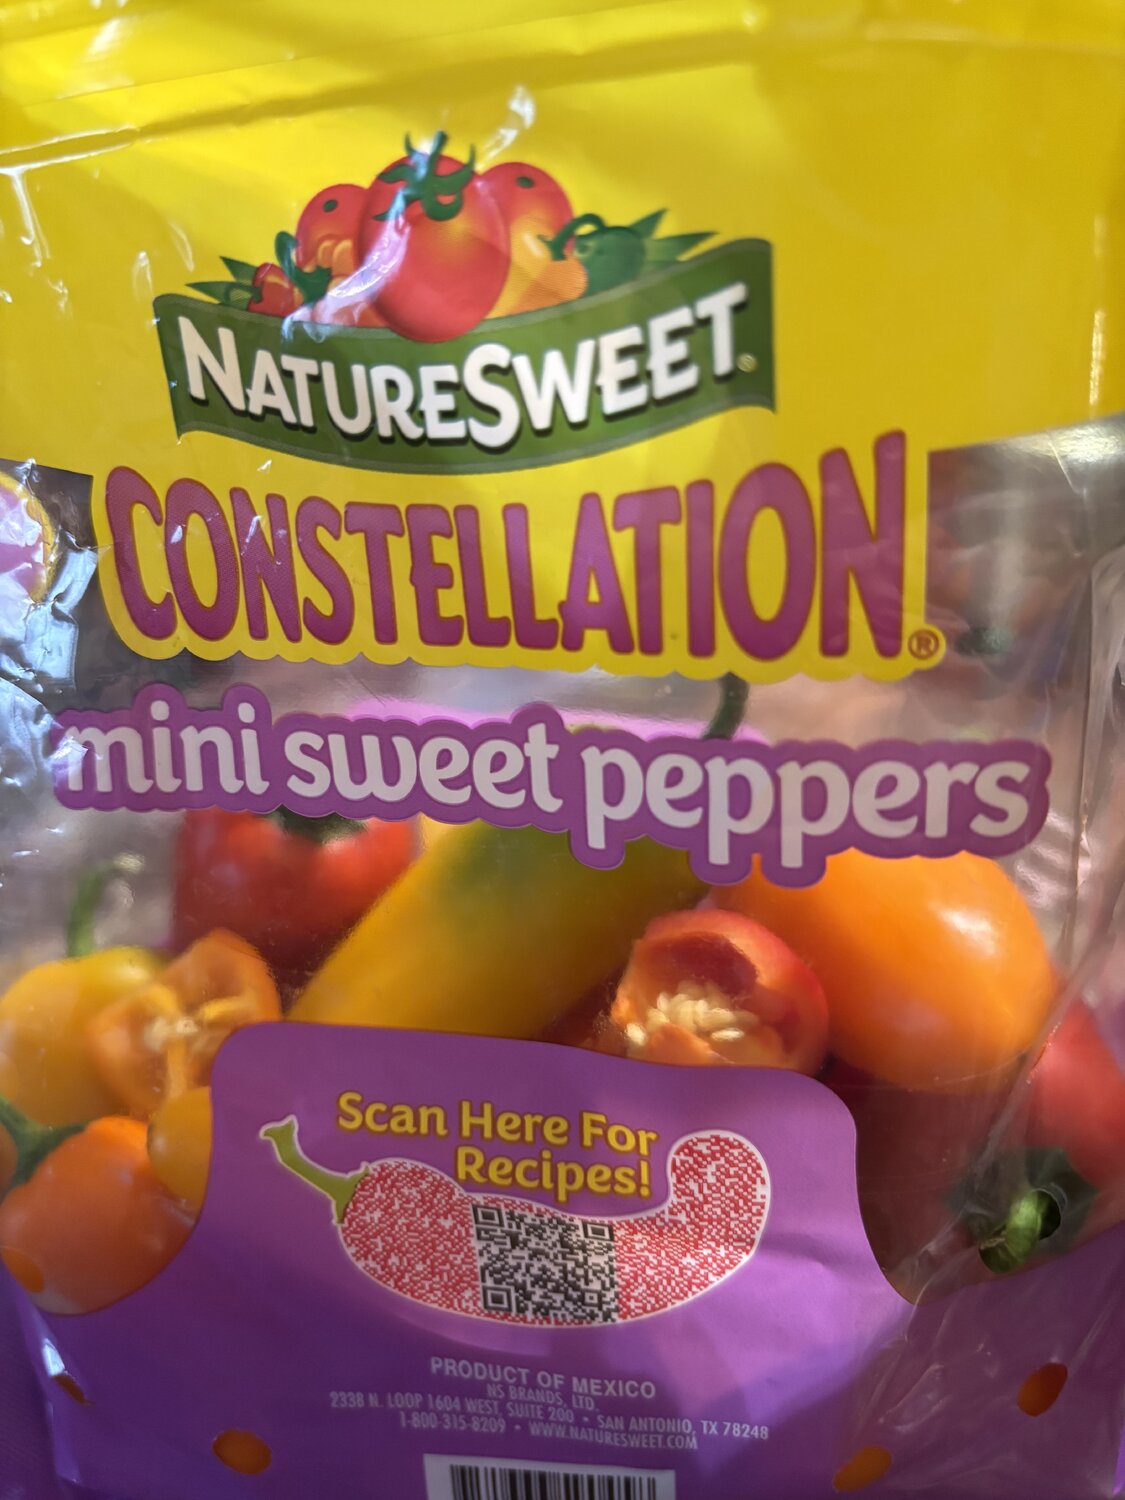 NATURESWEET®
CONSTELLATION®
mini sweet peppers
Scan Here For
Recipes!
PRODUCT OF MEXICO
NS BRANDS, LTD.
2338 N. LOOP 1604 WEST, SUITE 200 • SAN ANTONIO, TX 78248
1-800-315-8209 • WWW.NATURESWEET.COM